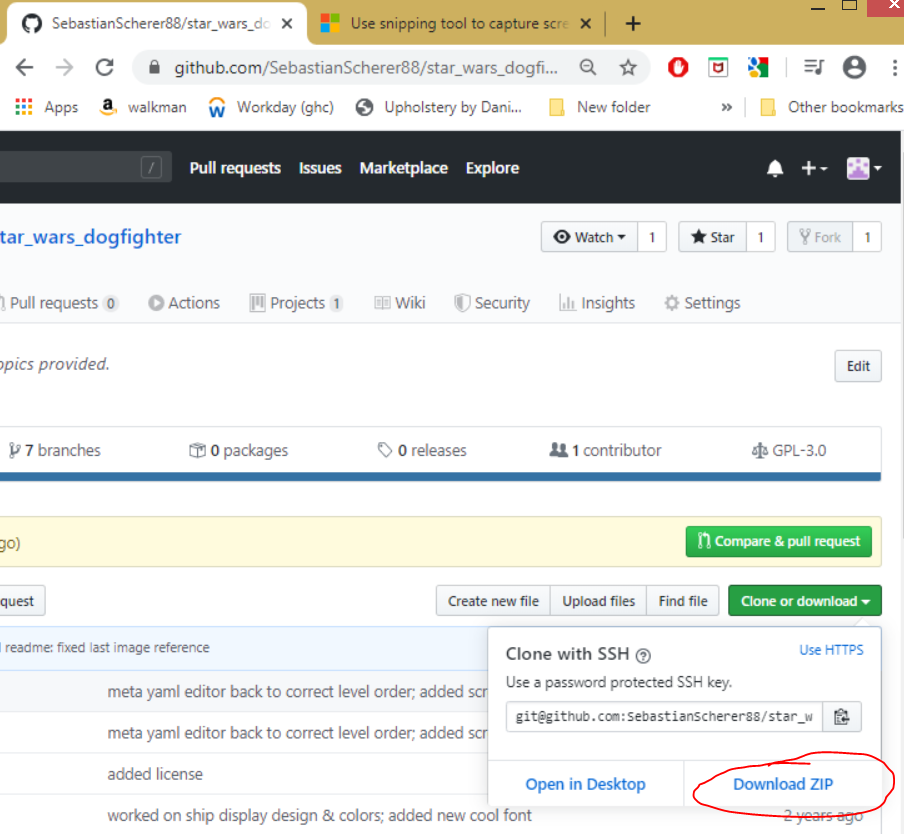 SebastianScherer88/star_wars_do
Use snipping tool to capture scre
github.com/SebastianScherer88/star_wars_dogfi...
Apps
walkman
Workday (ghc)
Upholstery by Dani...
New folder
»
Other bookmarks
/
Pull requests
Issues
Marketplace
Explore
tar_wars_dogfighter
Watch
1
Star
1
Fork
1
Pull requests 0
Actions
Projects 1
Wiki
Security
Insights
Settings
opics provided.
Edit
7 branches
0 packages
0 releases
1 contributor
GPL-3.0
go)
Compare & pull request
quest
Create new file
Upload files
Find file
Clone or download
readme: fixed last image reference
Clone with SSH ?
Use HTTPS
Use a password protected SSH key.
git@github.com:SebastianScherer88/star_w
meta yaml editor back to correct level order; added scr
meta yaml editor back to correct level order; added scr
added license
Open in Desktop
Download ZIP
worked on ship display design & colors; added new cool font
2 years ago